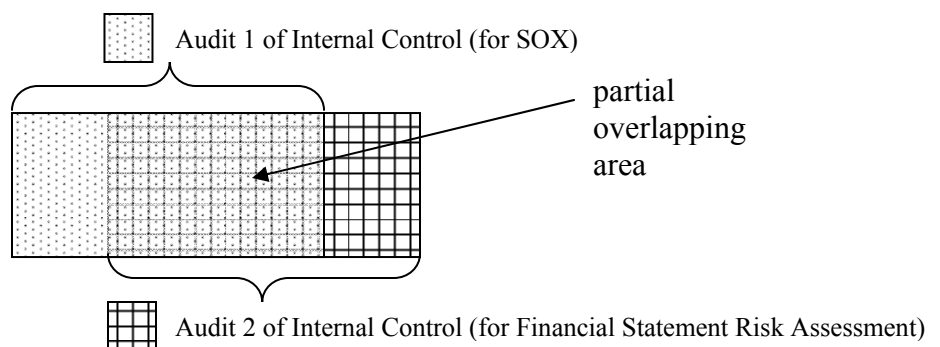 Audit 1 of Internal Control (for SOX)
partial
overlapping
area
Audit 2 of Internal Control (for Financial Statement Risk Assessment)